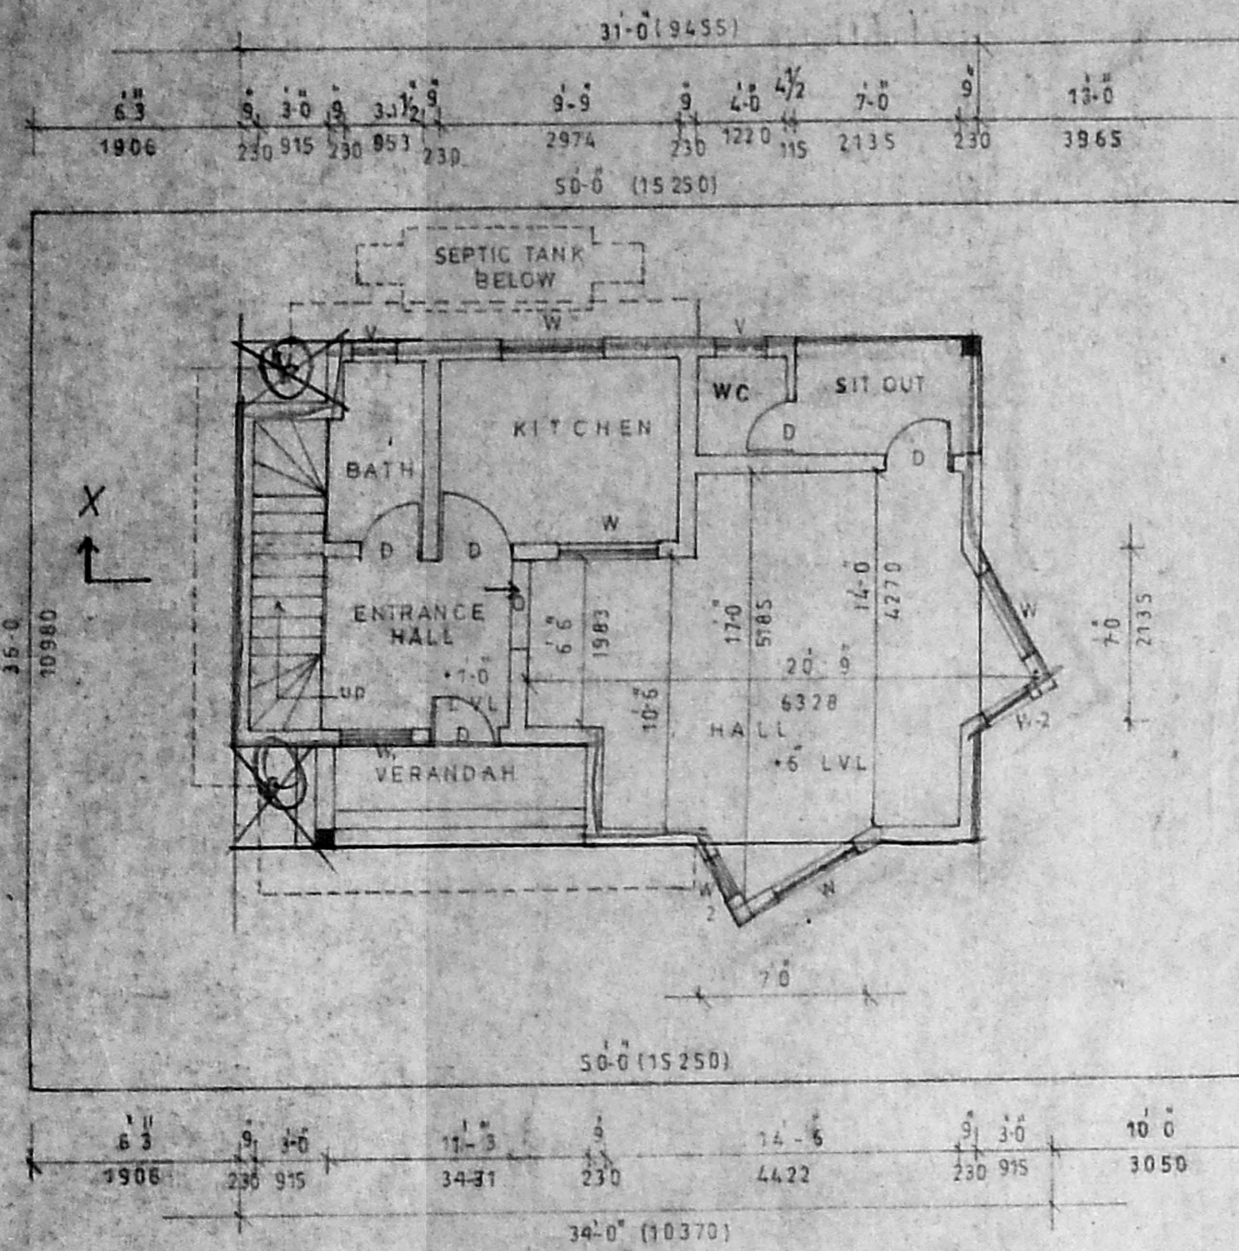 31'-0" (9455)
6'3" 9" 3'-0" 9" 3'-1½" 9" 9'-9" 9" 4'-0" 4½" 7'-0" 9" 13'-0"
1906 230 915 230 953 230 2974 230 1220 115 2135 230 3965
50'-0" (15250)
SEPTIC TANK
BELOW
V W V
WC SIT OUT
KITCHEN
D
BATH D
X
W
D D
14'-0"
4270
ENTRANCE
HALL
D
6'6"
1983
17'-0"
5185
W
7'0"
2135
36'-0
10980
20' 9"
6328
UP
+1'-0"
LVL
10'-6"
HALL
W-2
D
W
VERANDAH
+6" LVL
W
2
W
7'0"
50'-0" (15250)
6'3" 9" 3'-0" 11'-3" 9" 14'-6" 9" 3'-0 10'0"
1906 230 915 3431 230 4422 230 915 3050
34'-0" (10370)